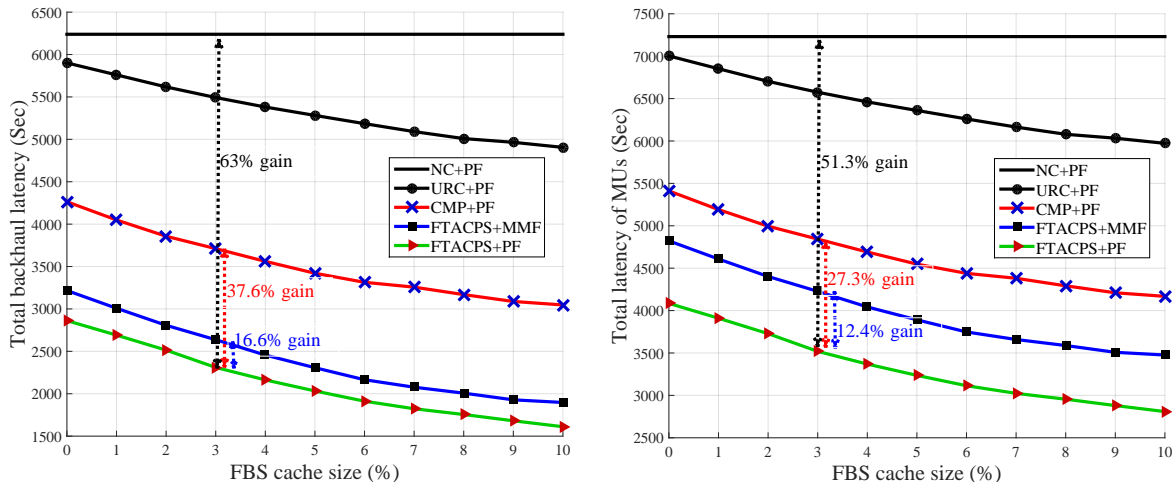 6500
6000
5500
5000
4500
4000
3500
3000
2500
2000
1500
Total backhaul latency (Sec)
63% gain
37.6% gain
16.6% gain
NC+PF
URC+PF
CMP+PF
FTACPS+MMF
FTACPS+PF
0 1 2 3 4 5 6 7 8 9 10
FBS cache size (%)
7500
7000
6500
6000
5500
5000
4500
4000
3500
3000
2500
Total latency of MUs (Sec)
51.3% gain
27.3% gain
12.4% gain
NC+PF
URC+PF
CMP+PF
FTACPS+MMF
FTACPS+PF
0 1 2 3 4 5 6 7 8 9 10
FBS cache size (%)